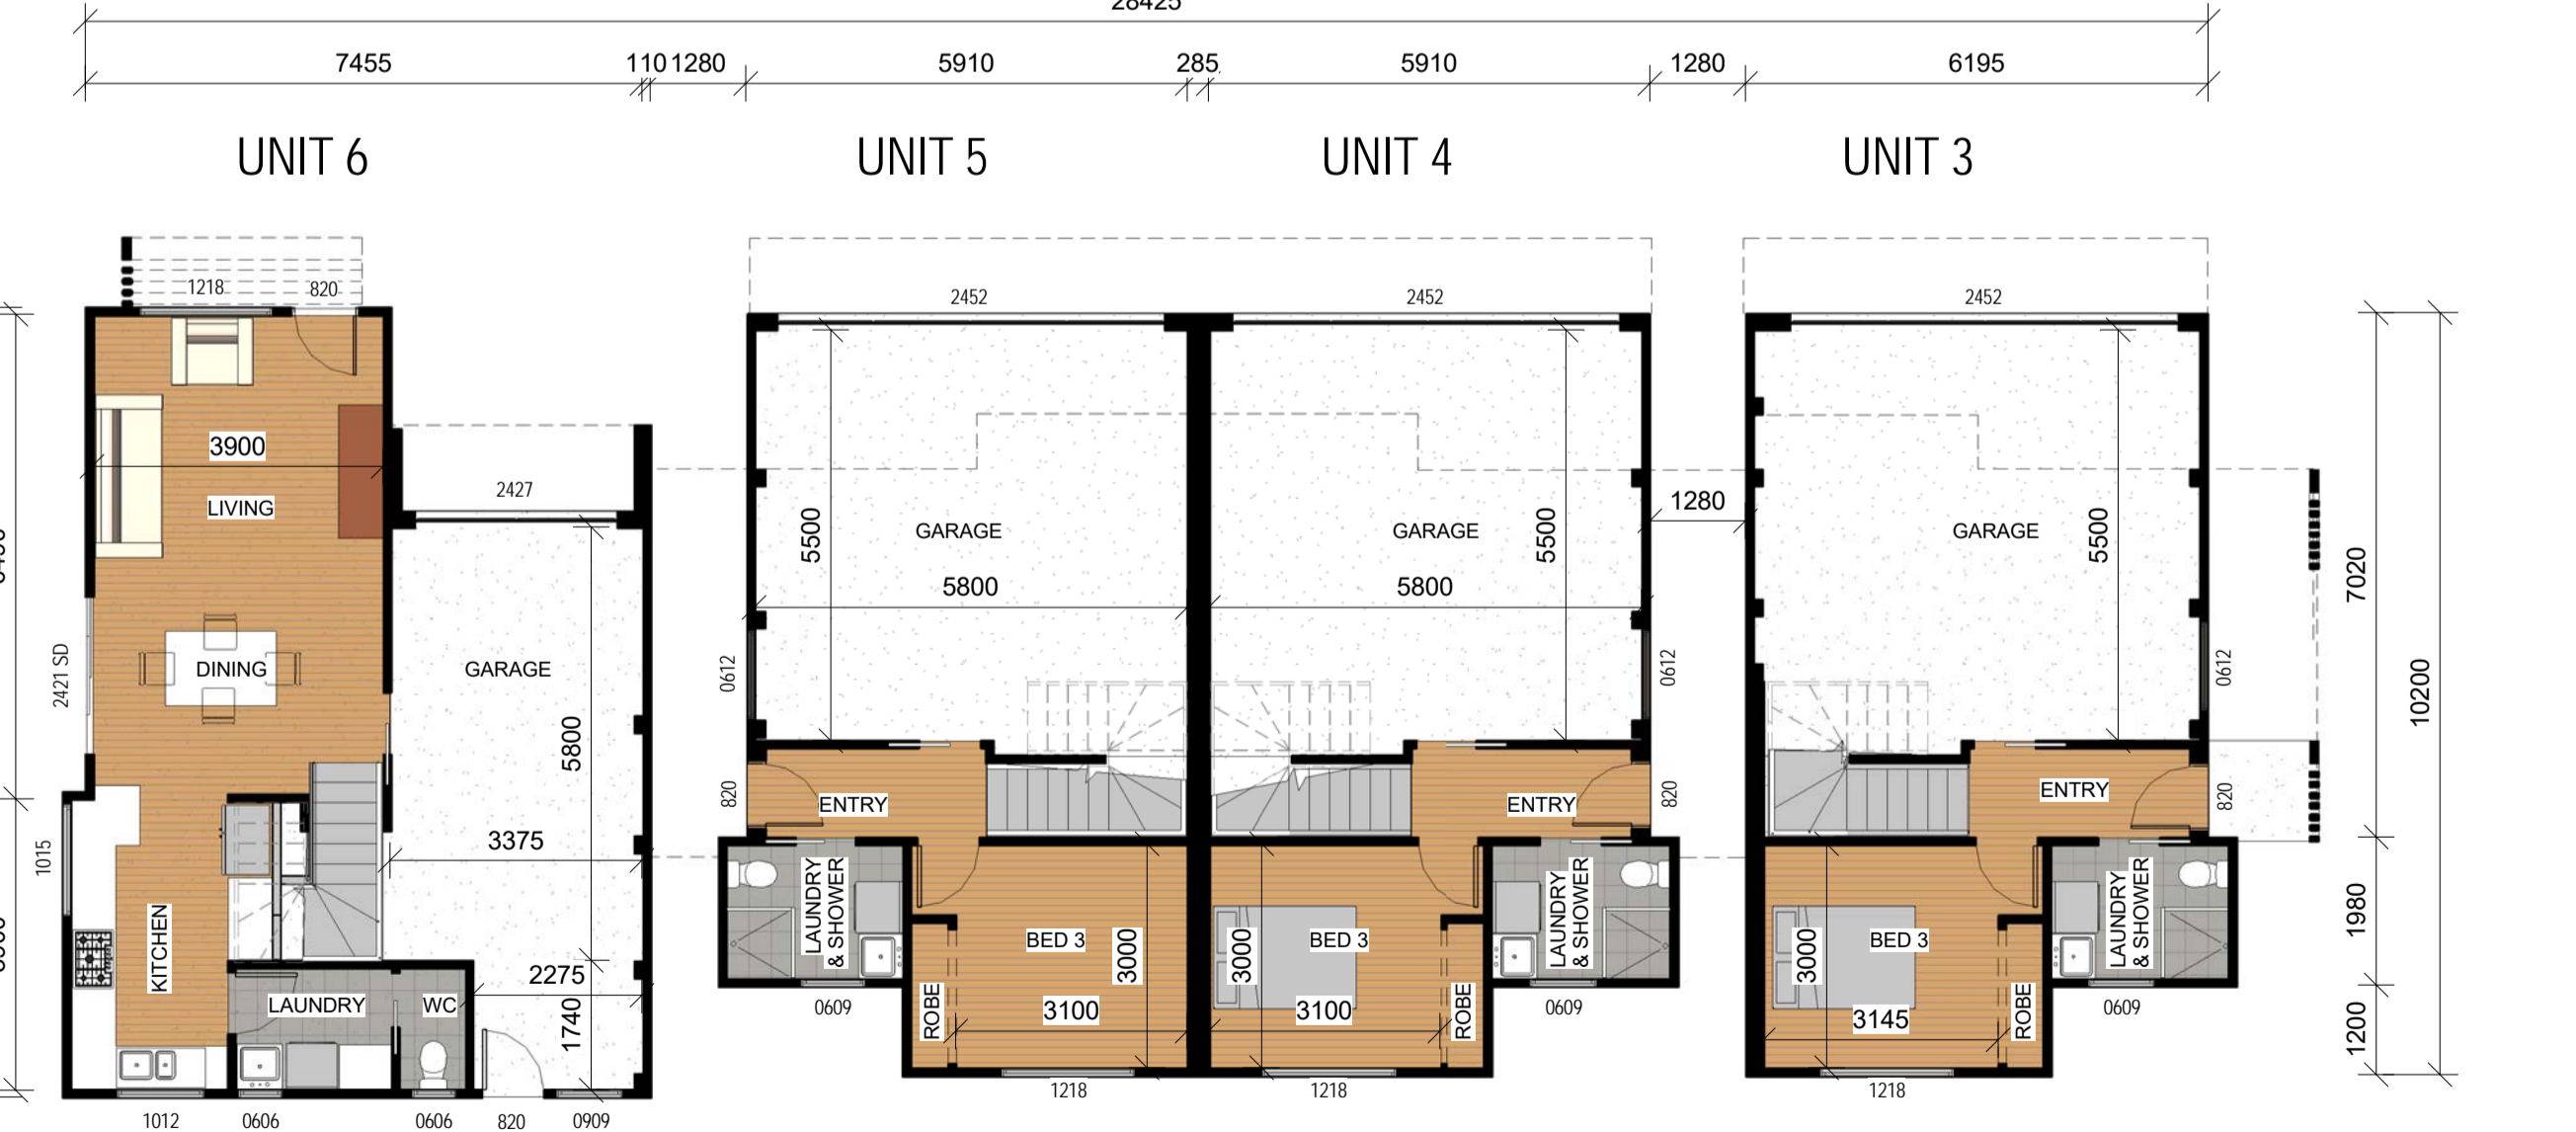 28425
7455
110
1280
5910
285
5910
1280
6195
UNIT 6
UNIT 5
UNIT 4
UNIT 3
1218
820
2452
2452
2452
3900
LIVING
2427
5500
GARAGE
5800
GARAGE
5500
5800
1280
GARAGE
5500
7020
2421 SD
DINING
GARAGE
5800
0612
0612
0612
10200
820
ENTRY
ENTRY
820
ENTRY
820
1015
3375
KITCHEN
LAUNDRY
& SHOWER
BED 3
3000
3000
BED 3
LAUNDRY
& SHOWER
3000
BED 3
LAUNDRY
& SHOWER
1980
2275
LAUNDRY
WC
1740
ROBE
3100
3100
ROBE
3145
ROBE
0609
0609
0609
1200
1218
1218
1218
1012
0606
0606
820
0909